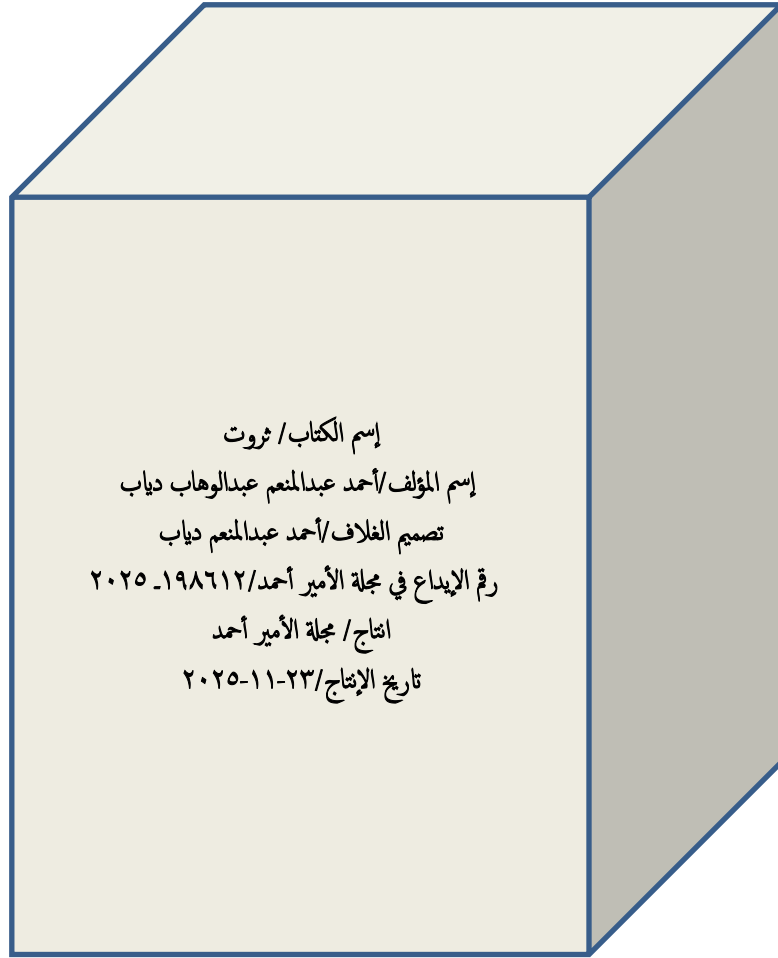 إسم الكتاب/ ثروت
إسم المؤلف/أحمد عبدالمنعم عبدالوهاب دياب
تصميم الغلاف/أحمد عبدالمنعم دياب
رقم الإيداع في مجلة الأمير أحمد/١٩٨٦١٢ـ ٢٠٢٥
انتاج/ مجلة الأمير أحمد
تاريخ الإنتاج/٢٣-١١-٢٠٢٥